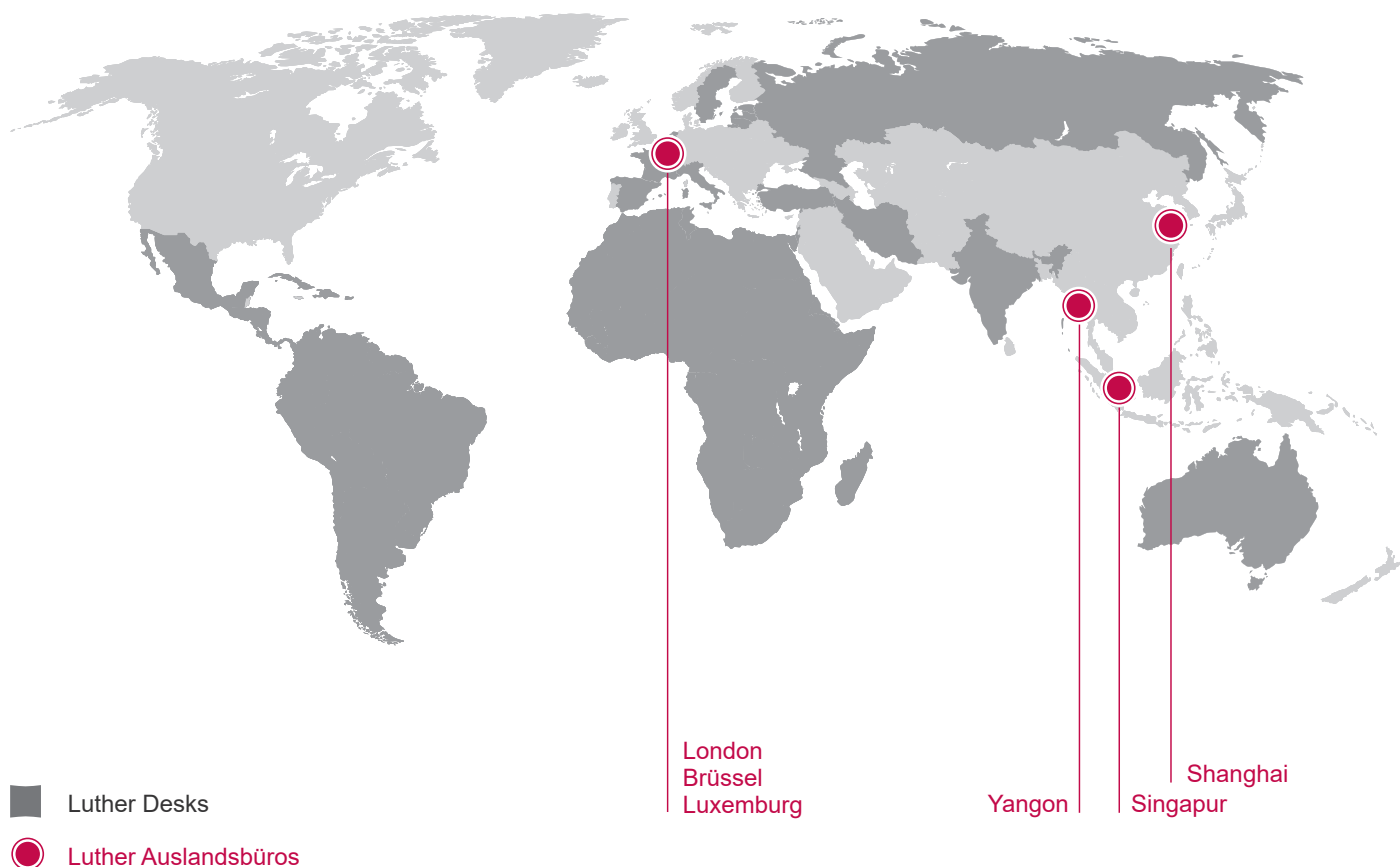 London
Brüssel
Luxemburg
Yangon
Singapur
Shanghai
Luther Desks
Luther Auslandsbüros